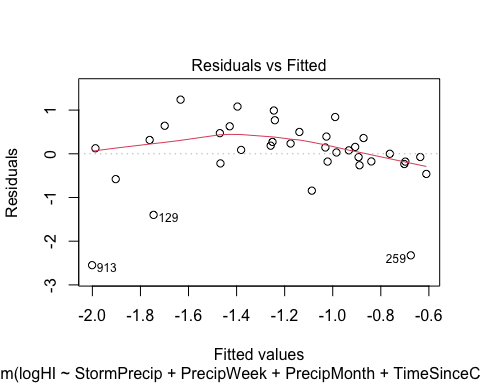 Residuals vs Fitted
Residuals
1
0
-1
-2
-3
129
913
259
-2.0 -1.8 -1.6 -1.4 -1.2 -1.0 -0.8 -0.6
Fitted values
m(logHI ~ StormPrecip + PrecipWeek + PrecipMonth + TimeSinceC